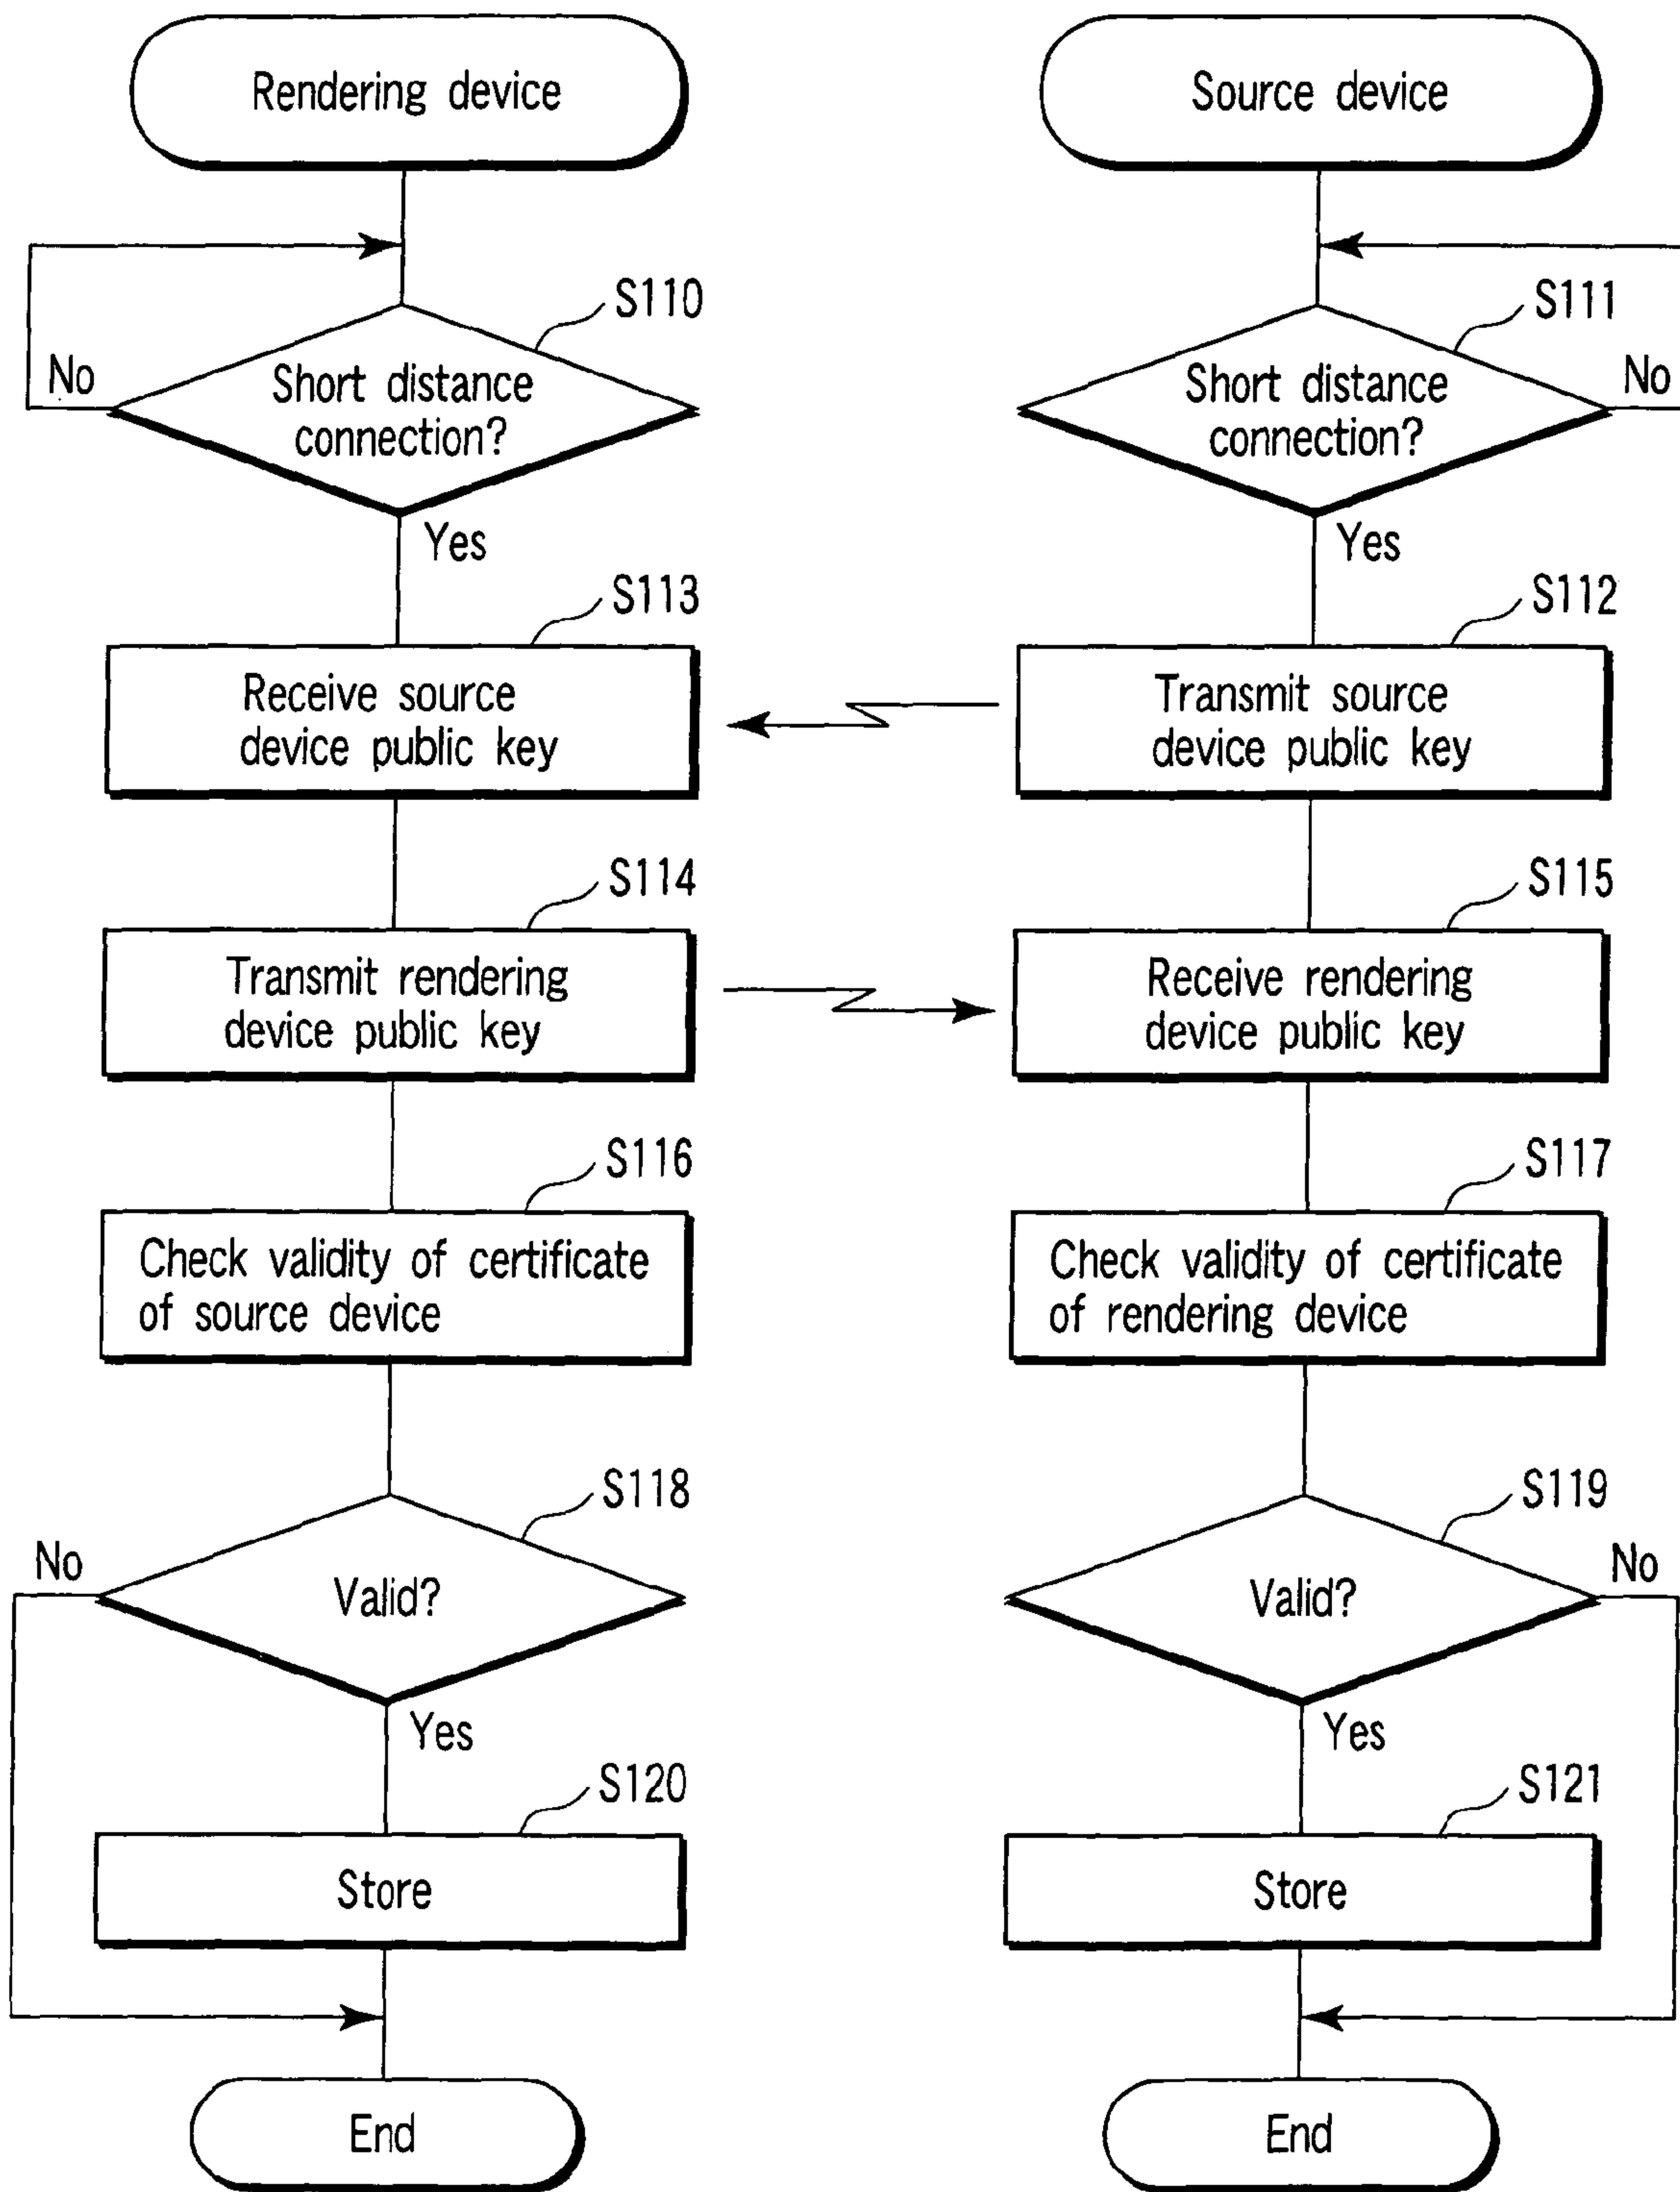 Rendering device
Source device
S110
S111
Short distance
connection?
No
Short distance
connection?
No
Yes
Yes
S113
S112
Receive source
device public key
Transmit source
device public key
S114
S115
Transmit rendering
device public key
Receive rendering
device public key
S116
S117
Check validity of certificate
of source device
Check validity of certificate
of rendering device
S118
S119
No
Valid?
Valid?
No
Yes
Yes
S120
S121
Store
Store
End
End